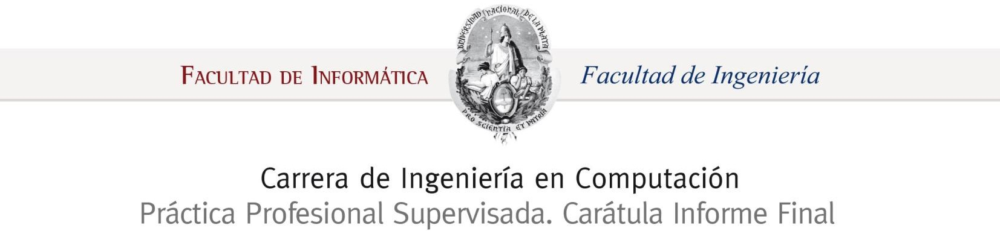 UNIVERSIDAD NACIONAL DE LA PLATA
FACULTAD DE INFORMÁTICA
Facultad de Ingeniería
PRO SCIENTIA ET PATRIA
Carrera de Ingeniería en Computación
Práctica Profesional Supervisada. Carátula Informe Final